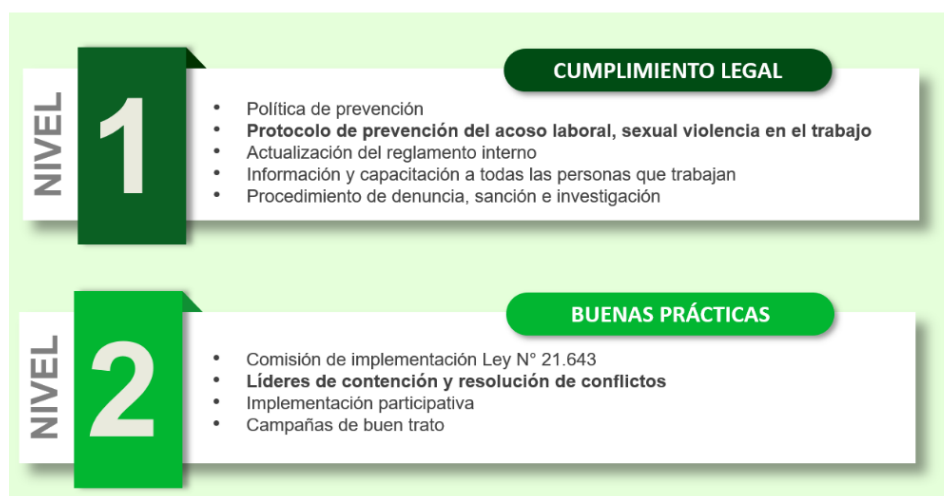 NIVEL
1
CUMPLIMIENTO LEGAL
• Política de prevención
• Protocolo de prevención del acoso laboral, sexual violencia en el trabajo
• Actualización del reglamento interno
• Información y capacitación a todas las personas que trabajan
• Procedimiento de denuncia, sanción e investigación
NIVEL
2
BUENAS PRÁCTICAS
• Comisión de implementación Ley N° 21.643
• Líderes de contención y resolución de conflictos
• Implementación participativa
• Campañas de buen trato